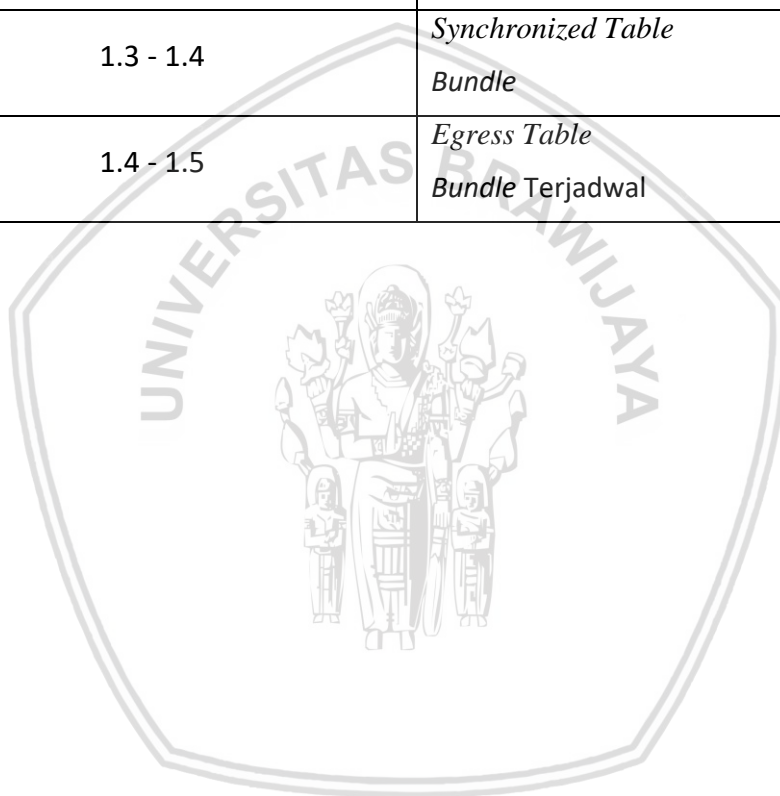 1.3 - 1.4
Synchronized Table
Bundle
1.4 - 1.5
Egress Table
Bundle Terjadwal
UNIVERSITAS BRAWIJAYA